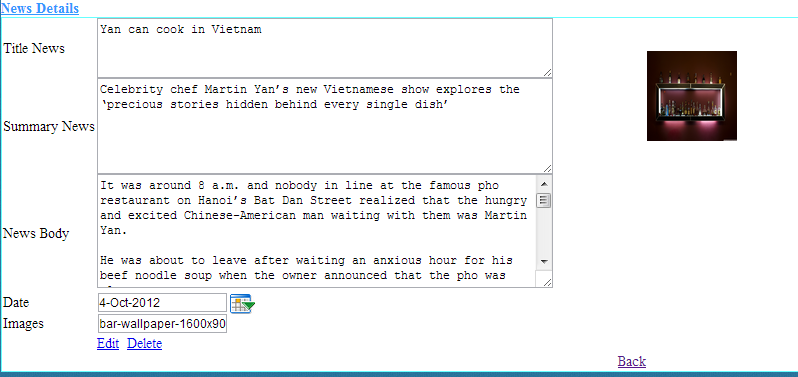 News Details
Title News
Yan can cook in Vietnam
Summary News
Celebrity chef Martin Yan’s new Vietnamese show explores the
‘precious stories hidden behind every single dish’
News Body
It was around 8 a.m. and nobody in line at the famous pho
restaurant on Hanoi’s Bat Dan Street realized that the hungry
and excited Chinese-American man waiting with them was Martin
Yan.
He was about to leave after waiting an anxious hour for his
beef noodle soup when the owner announced that the pho was
Date
4-Oct-2012
Images
bar-wallpaper-1600x90
Edit Delete
Back